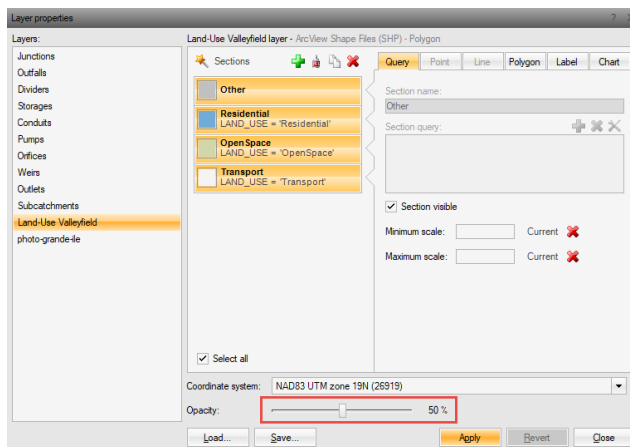 Layer properties
?
Layers:
Junctions
Outfalls
Dividers
Storages
Conduits
Pumps
Orifices
Weirs
Outlets
Subcatchments
Land-Use Valleyfield
photo-grande-ile
Land-Use Valleyfield layer - ArcView Shape Files (SHP) - Polygon
Sections
Other
Residential
LAND_USE = 'Residential'
OpenSpace
LAND_USE = 'OpenSpace'
Transport
LAND_USE = 'Transport'
Select all
Query Point Line Polygon Label Chart
Section name:
Other
Section query:
Section visible
Minimum scale: Current
Maximum scale: Current
Coordinate system: NAD83 UTM zone 19N (26919)
Opacity: 50 %
Load... Save... Apply Revert Close